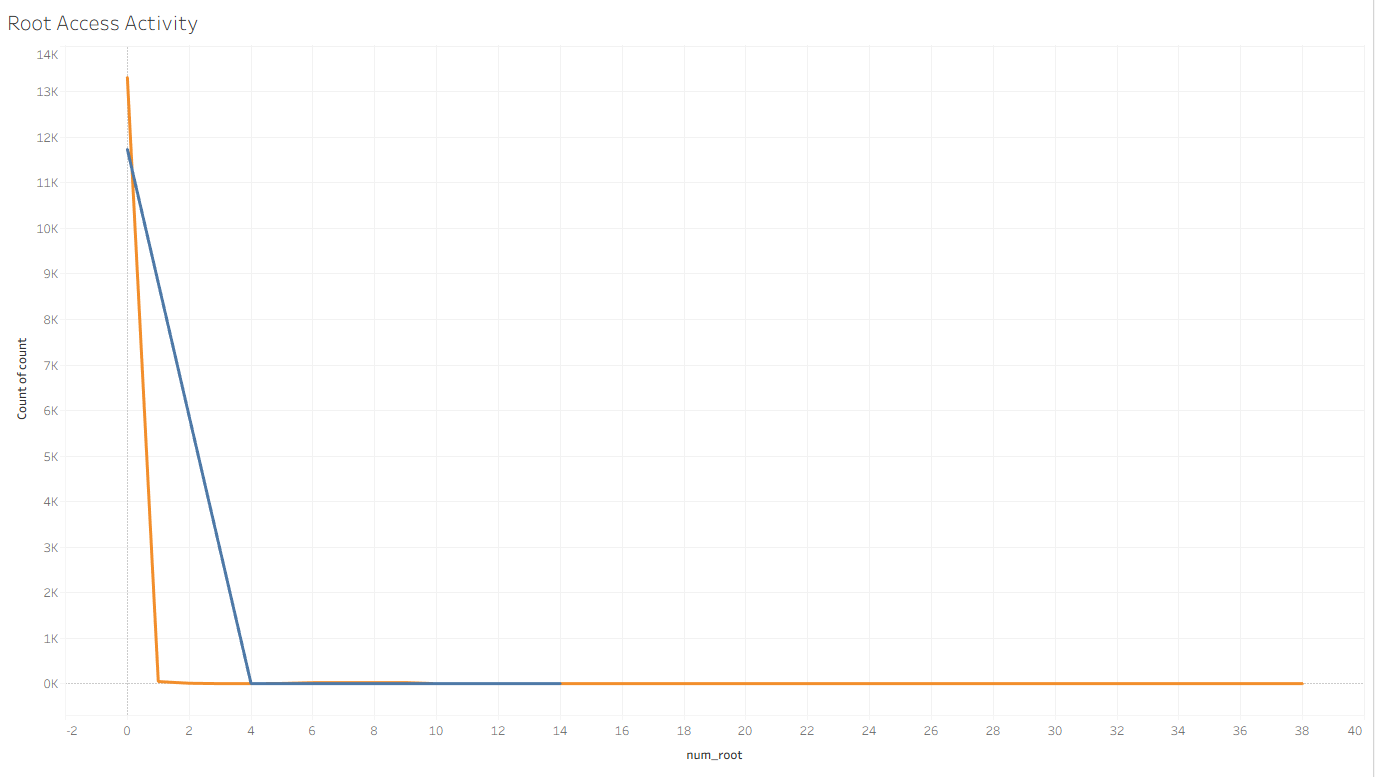 Root Access Activity
14K
13K
12K
11K
10K
9K
8K
7K
6K
5K
4K
3K
2K
1K
0K
Count of count
-2 0 2 4 6 8 10 12 14 16 18 20 22 24 26 28 30 32 34 36 38 40
num_root